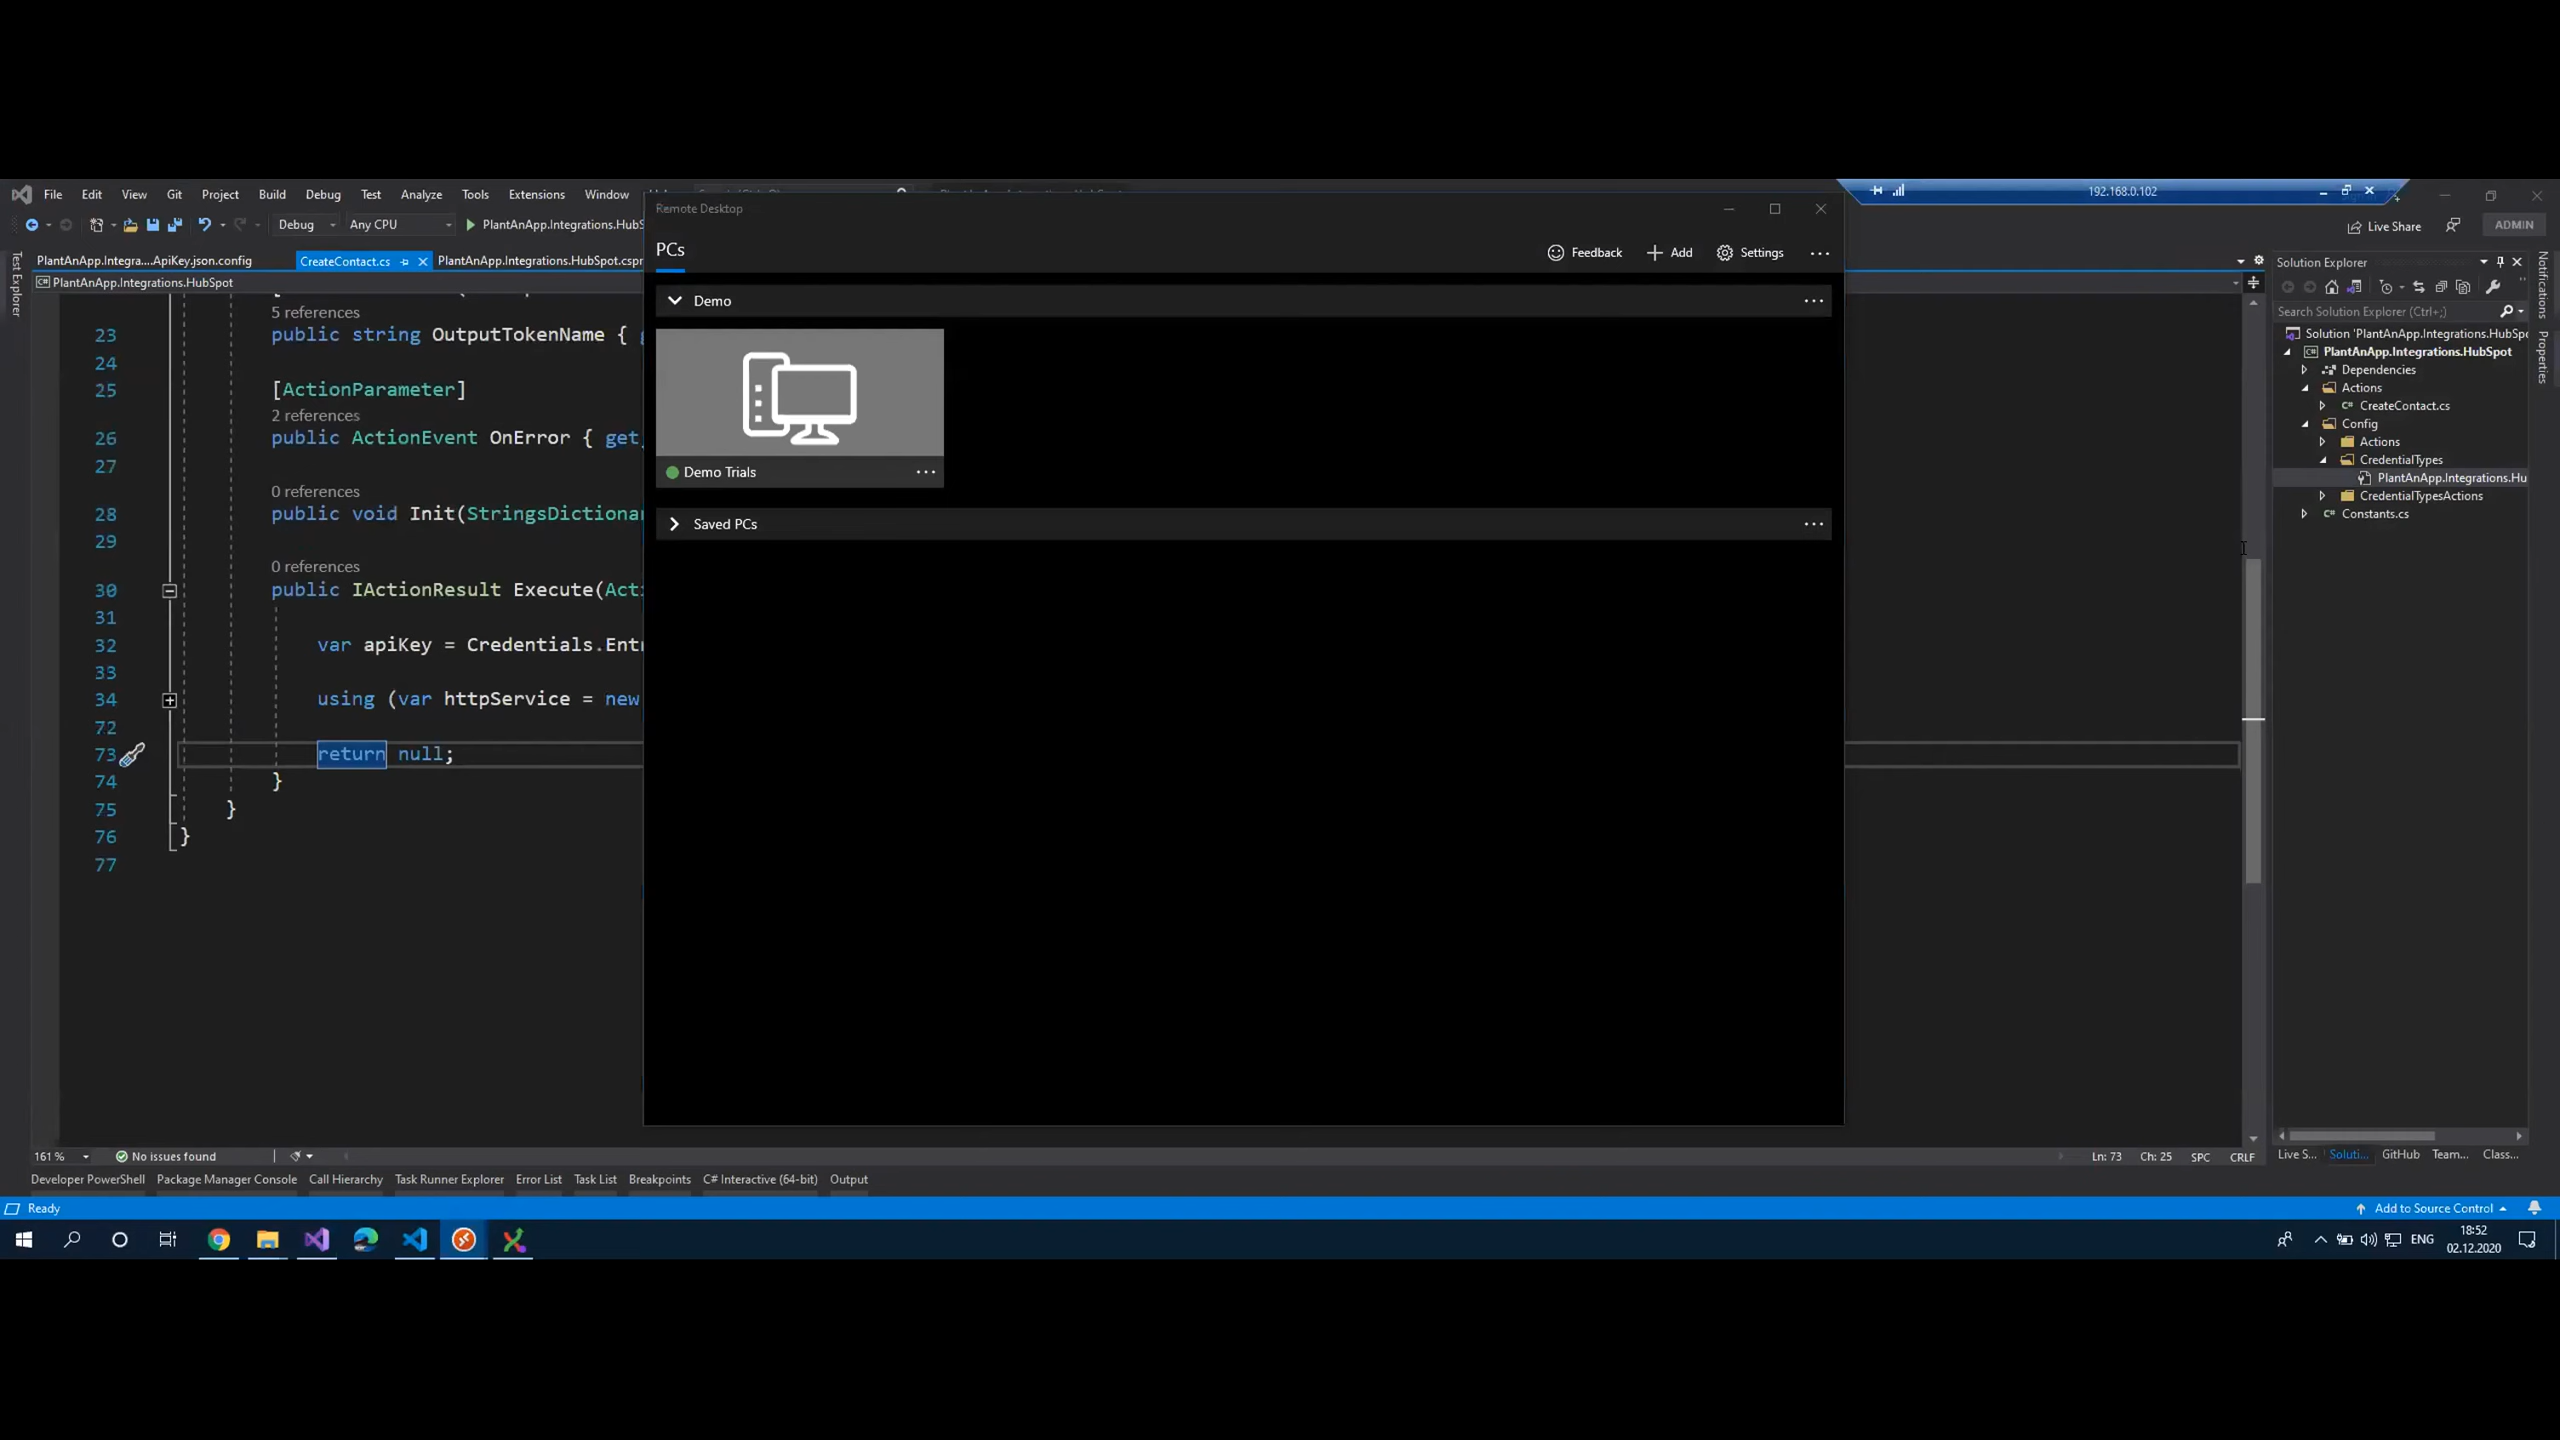 File Edit View Git Project Build Debug Test Analyze Tools Extensions Window
192.168.0.102
Debug Any CPU PlantAnApp.Integrations.HubS
Live Share ADMIN
PlantAnApp.Integra....ApiKey.json.config CreateContact.cs PlantAnApp.Integrations.HubSpot.cspr
PlantAnApp.Integrations.HubSpot
Test Explorer
5 references
23 public string OutputTokenName {
24
25 [ActionParameter]
2 references
26 public ActionEvent OnError { get
27
0 references
28 public void Init(StringsDictionar
29
0 references
30 public IActionResult Execute(Acti
31
32 var apiKey = Credentials.Entr
33
34 using (var httpService = new
72
73 return null;
74 }
75 }
76 }
77
Remote Desktop
PCs
Feedback Add Settings ...
Demo ...
Demo Trials ...
Saved PCs ...
Solution Explorer
Search Solution Explorer (Ctrl+;)
Solution 'PlantAnApp.Integrations.HubSpo
PlantAnApp.Integrations.HubSpot
Dependencies
Actions
CreateContact.cs
Config
Actions
CredentialTypes
PlantAnApp.Integrations.Hu
CredentialTypesActions
Constants.cs
Notifications
Properties
161 % No issues found
Ln: 73 Ch: 25 SPC CRLF
Live S... Soluti... GitHub Team... Class...
Developer PowerShell Package Manager Console Call Hierarchy Task Runner Explorer Error List Task List Breakpoints C# Interactive (64-bit) Output
Ready
Add to Source Control
ENG
18:52
02.12.2020